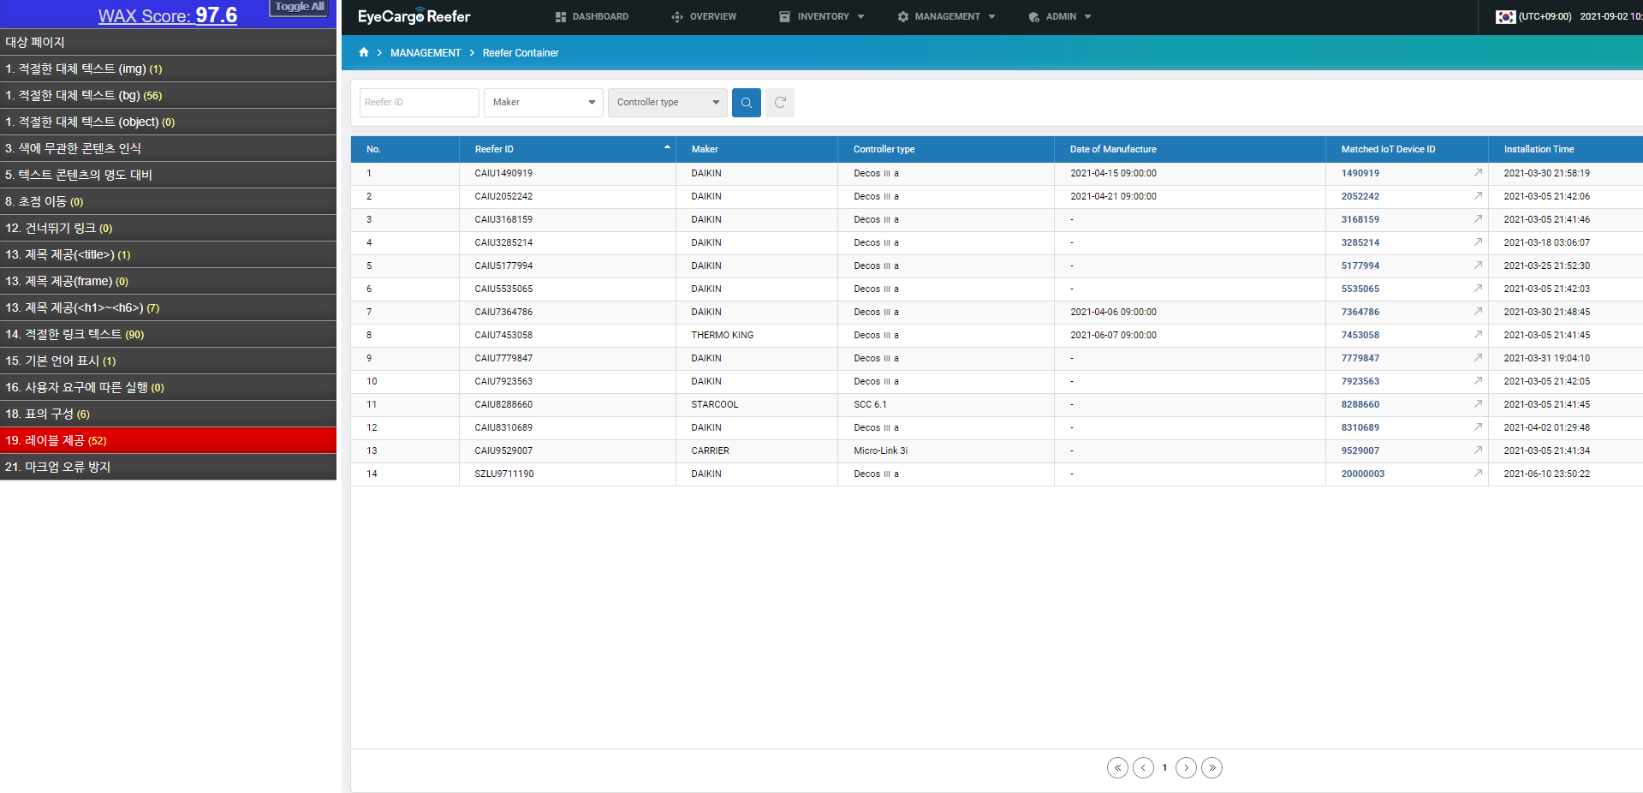 WAX Score: 97.6
Toggle All
대상 페이지
1. 적절한 대체 텍스트 (img) (1)
1. 적절한 대체 텍스트 (bg) (56)
1. 적절한 대체 텍스트 (object) (0)
3. 색에 무관한 콘텐츠 인식
5. 텍스트 콘텐츠의 명도 대비
8. 초점 이동 (0)
12. 건너뛰기 링크 (0)
13. 제목 제공(<title>) (1)
13. 제목 제공(frame) (0)
13. 제목 제공(<h1>~<h6>) (7)
14. 적절한 링크 텍스트 (90)
15. 기본 언어 표시 (1)
16. 사용자 요구에 따른 실행 (0)
18. 표의 구성 (6)
19. 레이블 제공 (52)
21. 마크업 오류 방지
EyeCargo Reefer
DASHBOARD OVERVIEW INVENTORY MANAGEMENT ADMIN (UTC+09:00) 2021-09-02 10:
MANAGEMENT > Reefer Container
Reefer ID Maker Controller type
No. Reefer ID Maker Controller type Date of Manufacture Matched IoT Device ID Installation Time
1 CAIU1490919 DAIKIN Decos III a 2021-04-15 09:00:00 1490919 2021-03-30 21:58:19
2 CAIU2052242 DAIKIN Decos III a 2021-04-21 09:00:00 2052242 2021-03-05 21:42:06
3 CAIU3168159 DAIKIN Decos III a - 3168159 2021-03-05 21:41:46
4 CAIU3285214 DAIKIN Decos III a - 3285214 2021-03-18 03:06:07
5 CAIU5177994 DAIKIN Decos III a - 5177994 2021-03-25 21:52:30
6 CAIU5535065 DAIKIN Decos III a - 5535065 2021-03-05 21:42:03
7 CAIU7364786 DAIKIN Decos III a 2021-04-06 09:00:00 7364786 2021-03-30 21:48:45
8 CAIU7453058 THERMO KING Decos III a 2021-06-07 09:00:00 7453058 2021-03-05 21:41:45
9 CAIU7779847 DAIKIN Decos III a - 7779847 2021-03-31 19:04:10
10 CAIU7923563 DAIKIN Decos III a - 7923563 2021-03-05 21:42:05
11 CAIU8288660 STARCOOL SCC 6.1 - 8288660 2021-03-05 21:41:45
12 CAIU8310689 DAIKIN Decos III a - 8310689 2021-04-02 01:29:48
13 CAIU9529007 CARRIER Micro-Link 3i - 9529007 2021-03-05 21:41:34
14 SZLU9711190 DAIKIN Decos III a - 20000003 2021-06-10 23:50:22
1